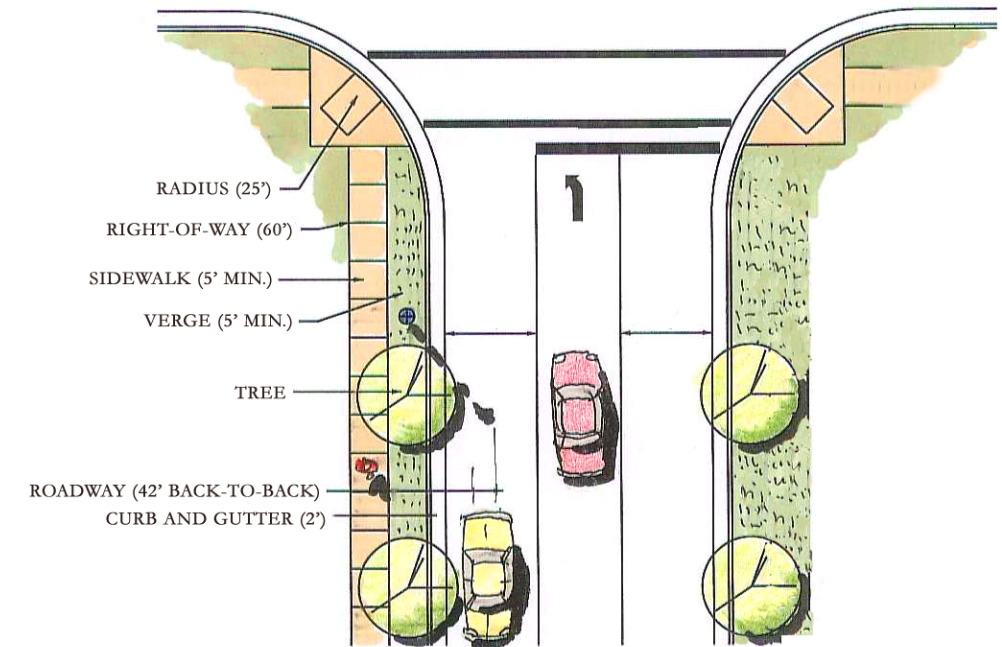 RADIUS (25’)
RIGHT-OF-WAY (60’)
SIDEWALK (5’ MIN.)
VERGE (5’ MIN.)
TREE
ROADWAY (42’ BACK-TO-BACK)
CURB AND GUTTER (2’)